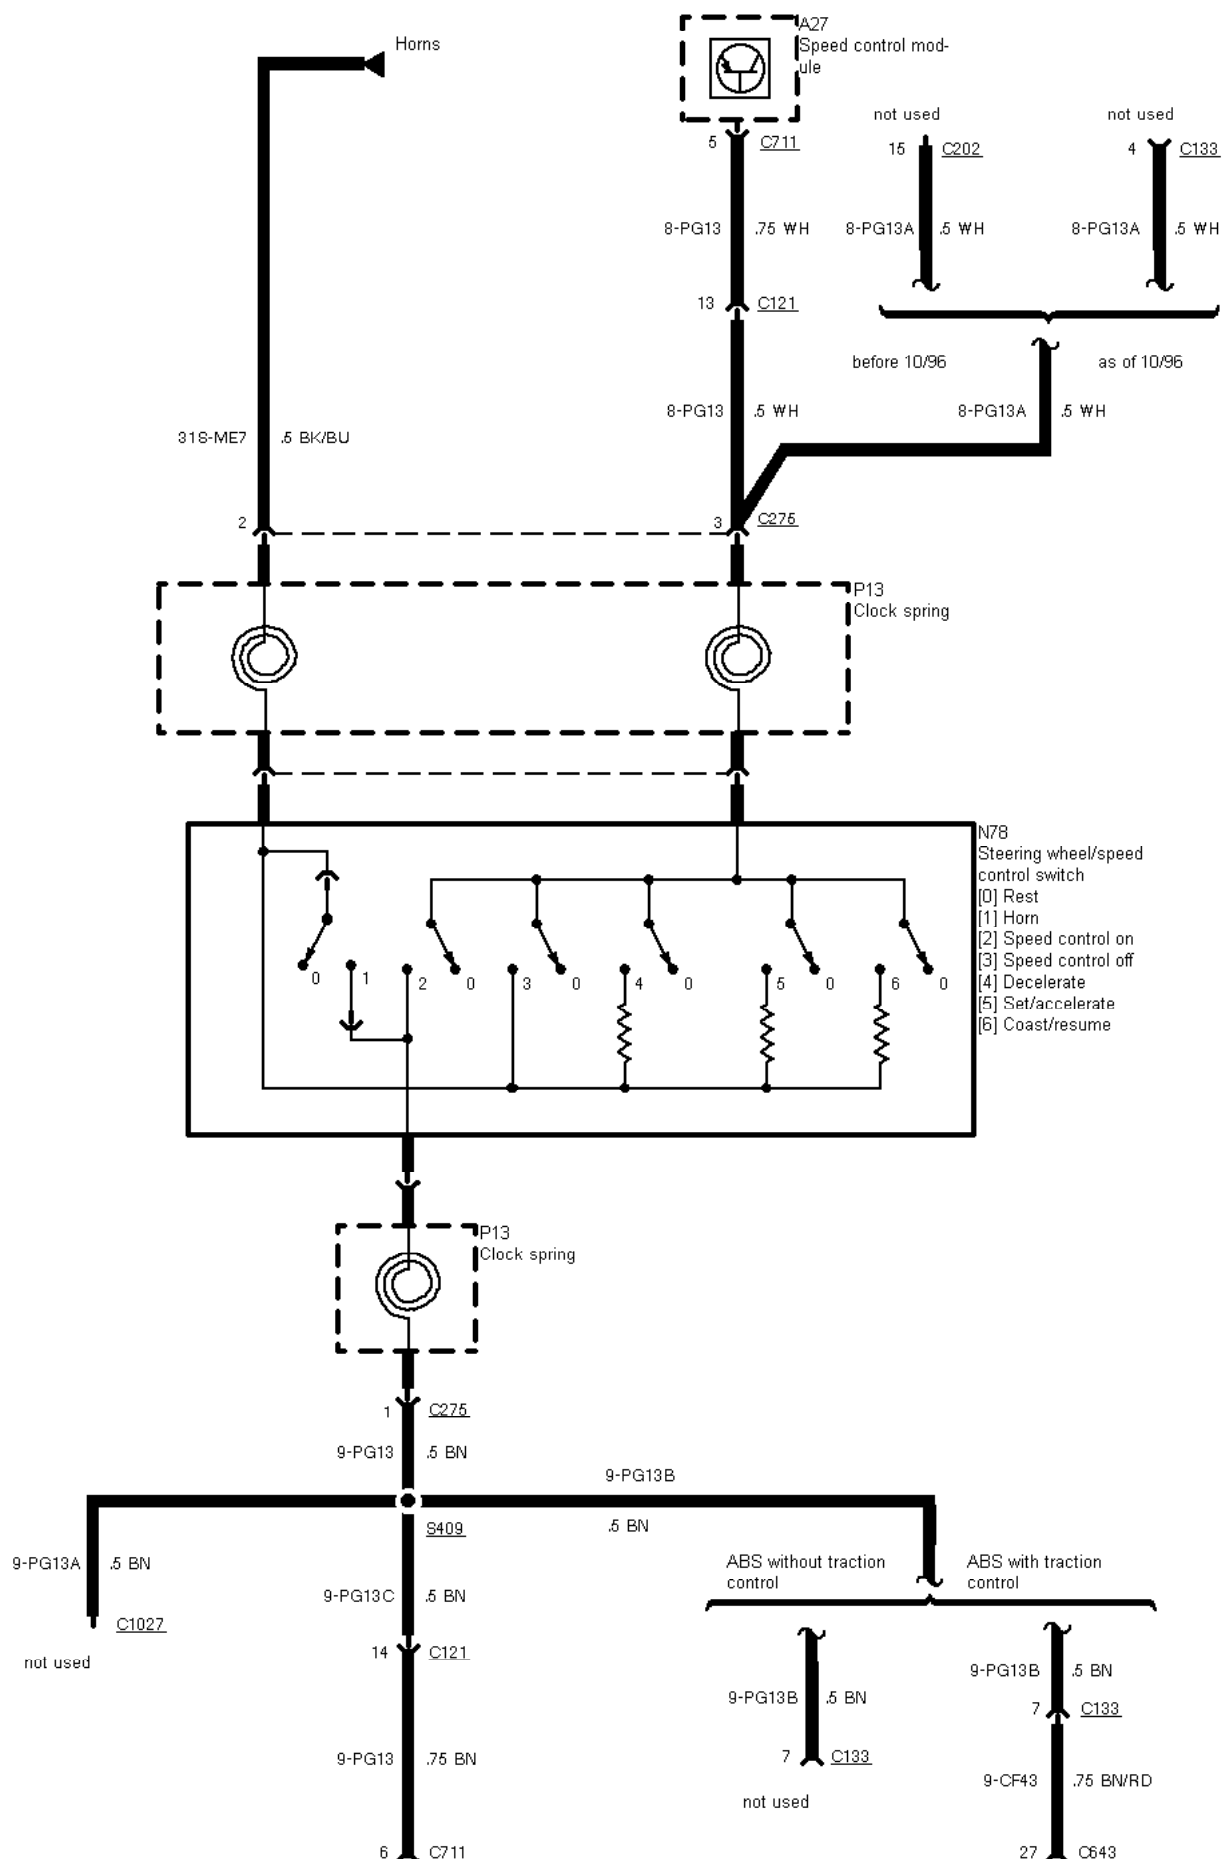 Horns
A27
Speed control mod-
ule
not used
not used
5 C711
15 C202
4 C133
8-PG13 .75 WH
8-PG13A .5 WH
8-PG13A .5 WH
13 C121
before 10/96
as of 10/96
8-PG13 .5 WH
8-PG13A .5 WH
31S-ME7 .5 BK/BU
2
3 C275
P13
Clock spring
N78
Steering wheel/speed
control switch
[0] Rest
[1] Horn
[2] Speed control on
[3] Speed control off
[4] Decelerate
[5] Set/accelerate
[6] Coast/resume
0 1 2 0 3 0 4 0 5 0 6 0
P13
Clock spring
1 C275
9-PG13 .5 BN
9-PG13B
.5 BN
S409
9-PG13A .5 BN
ABS without traction
control
ABS with traction
control
9-PG13C .5 BN
C1027
not used
14 C121
9-PG13B .5 BN
9-PG13B .5 BN
7 C133
9-PG13 .75 BN
7 C133
not used
9-CF43 .75 BN/RD
6 C711
27 C643